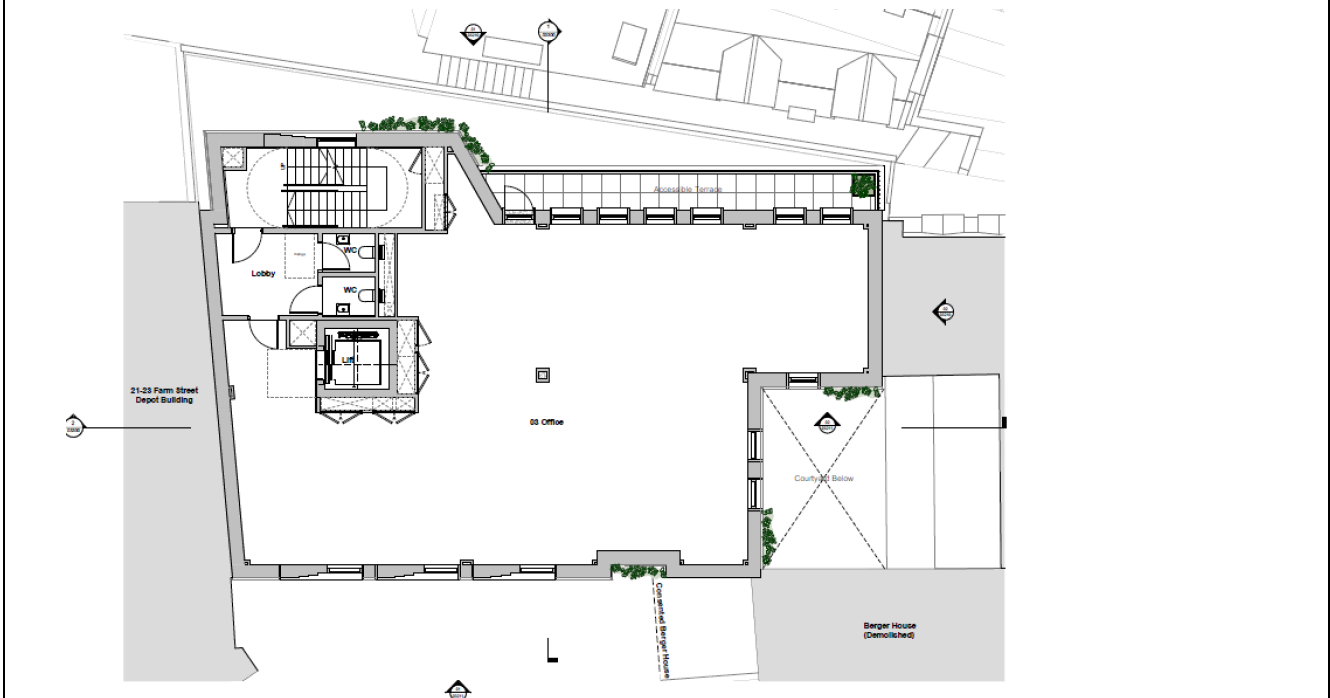 Accessible Terrace
UP
WC
Lobby
WC
Lift
21-23 Farm Street
Depot Building
03 Office
Courtyard Below
Consented Berger House
Berger House
(Demolished)